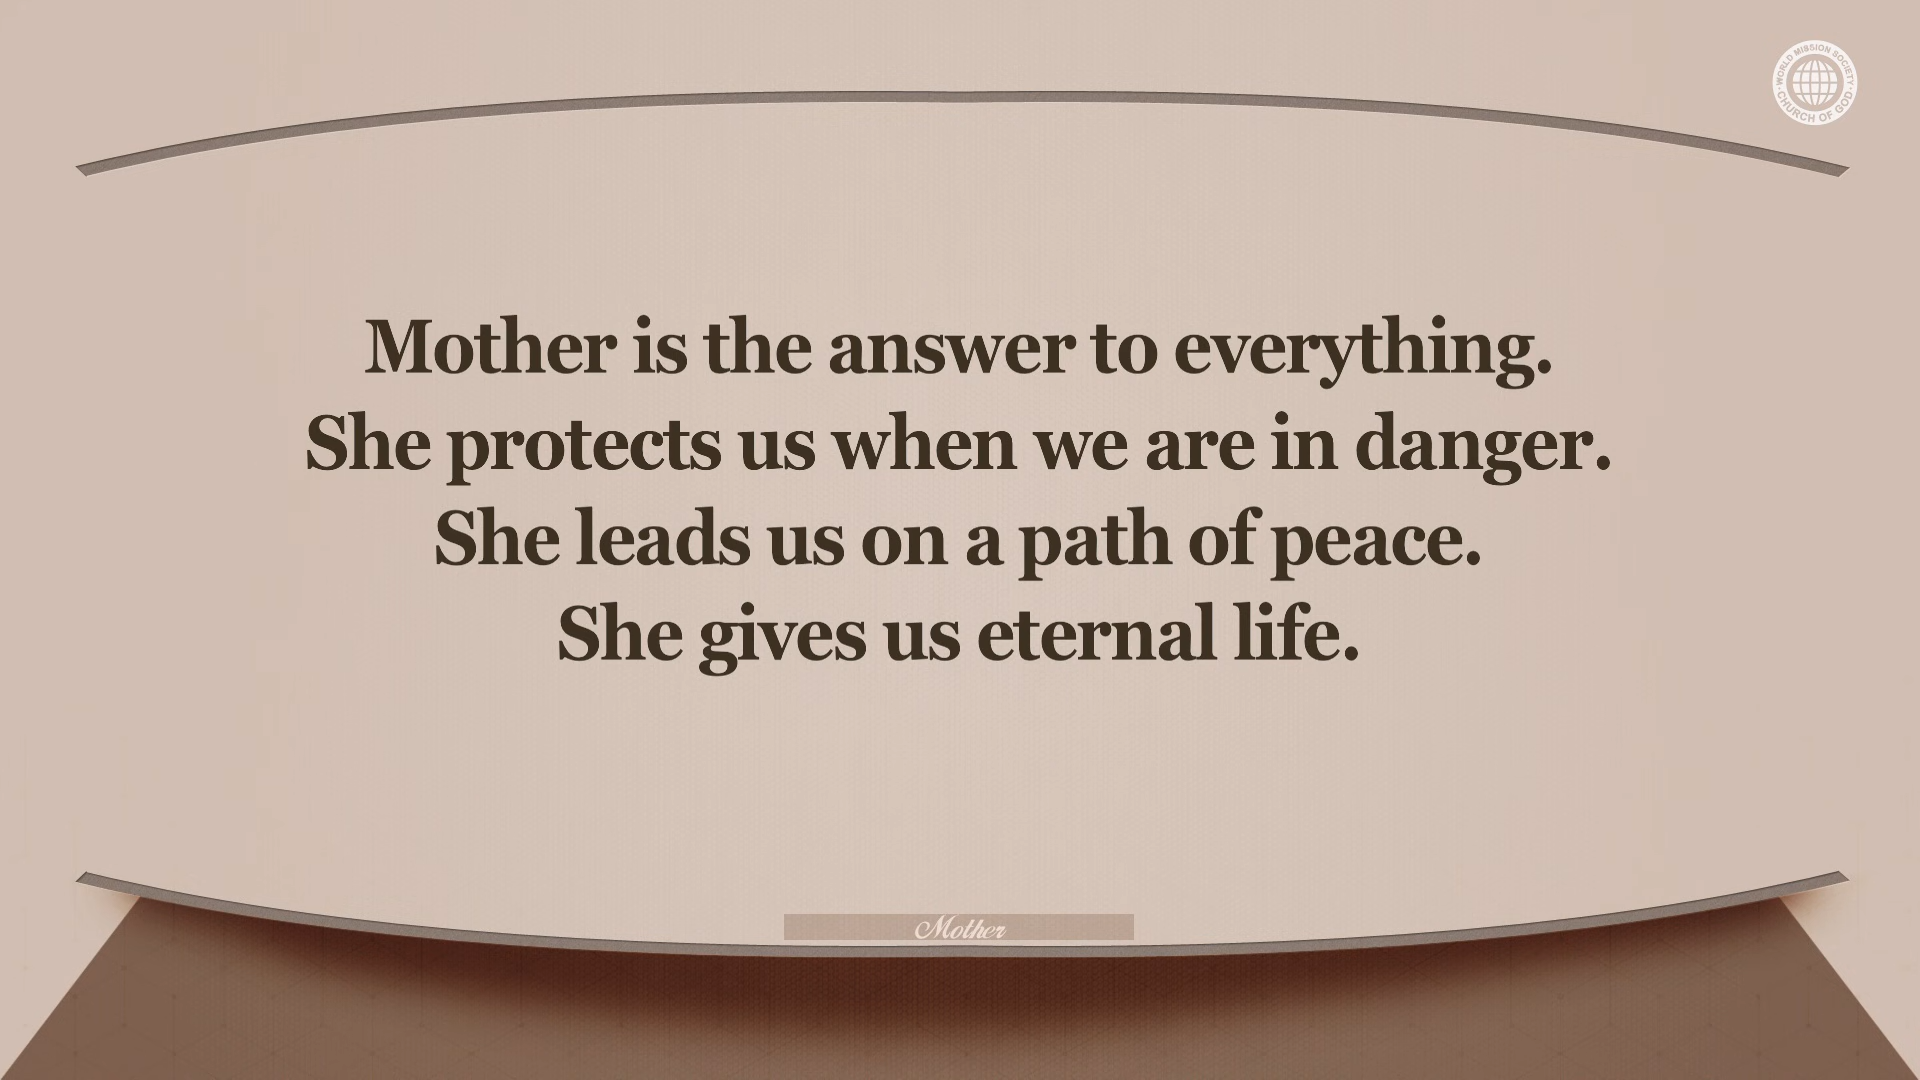 WORLD MISSION SOCIETY
CHURCH OF GOD
Mother is the answer to everything.
She protects us when we are in danger.
She leads us on a path of peace.
She gives us eternal life.
Mother